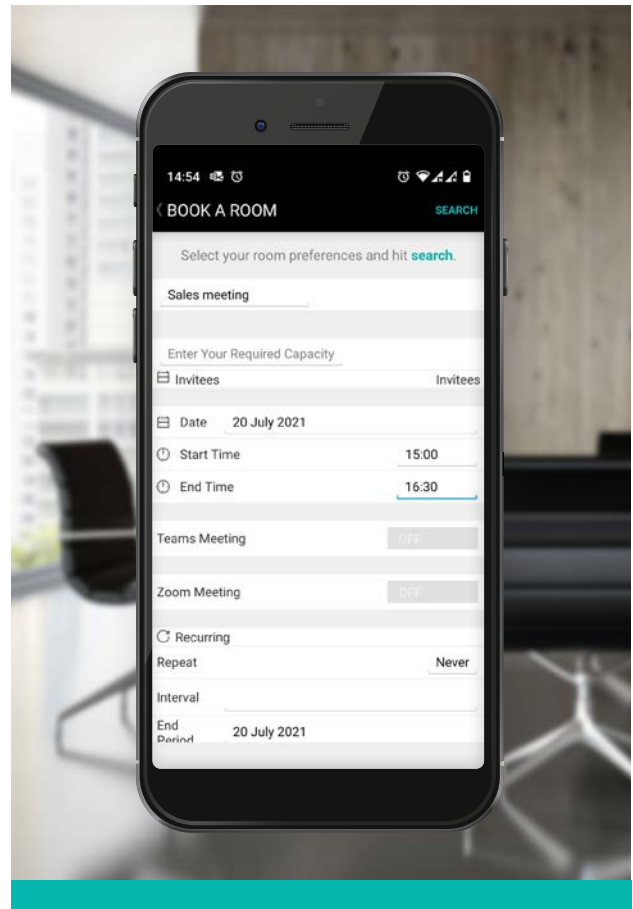 14:54
BOOK A ROOM SEARCH
Select your room preferences and hit search.
Sales meeting
Enter Your Required Capacity
Invitees Invitees
Date 20 July 2021
Start Time 15:00
End Time 16:30
Teams Meeting OFF
Zoom Meeting OFF
Recurring
Repeat Never
Interval
End
Period 20 July 2021